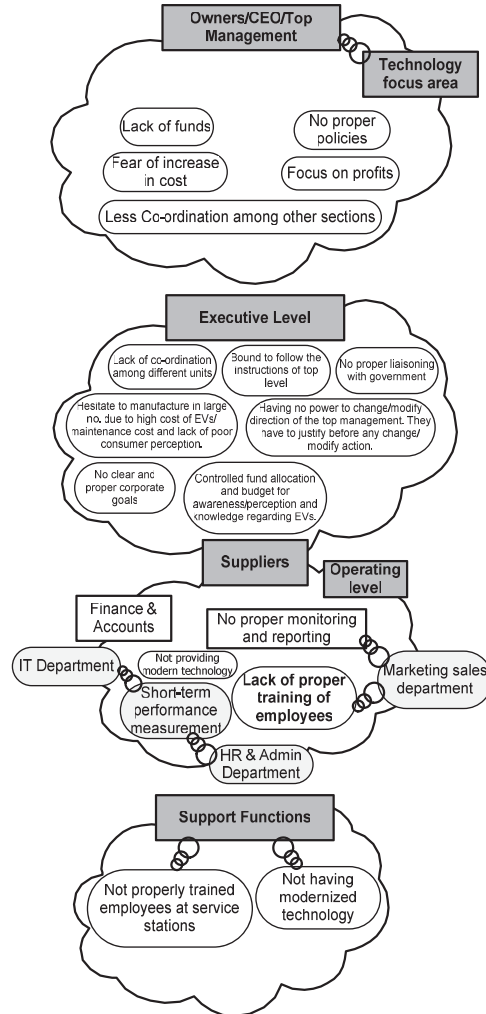 Owners/CEO/Top
Management
Technology
focus area
Lack of funds
No proper
policies
Fear of increase
in cost
Focus on profits
Less Co-ordination among other sections
Executive Level
Lack of co-ordination
among different units
Bound to follow the
instructions of top
level
No proper liaisoning
with government
Hesitate to manufacture in large
no. due to high cost of EVs/
maintenance cost and lack of poor
consumer perception.
Having no power to change/modify
direction of the top management. They
have to justify before any change/
modify action.
No clear and
proper corporate
goals
Controlled fund allocation
and budget for
awareness/perception and
knowledge regarding EVs.
Suppliers
Operating
level
Finance &
Accounts
No proper monitoring
and reporting
IT Department
Not providing
modern technology
Marketing sales
department
Short-term
performance
measurement
Lack of proper
training of
employees
HR & Admin
Department
Support Functions
Not properly trained
employees at service
stations
Not having
modernized
technology